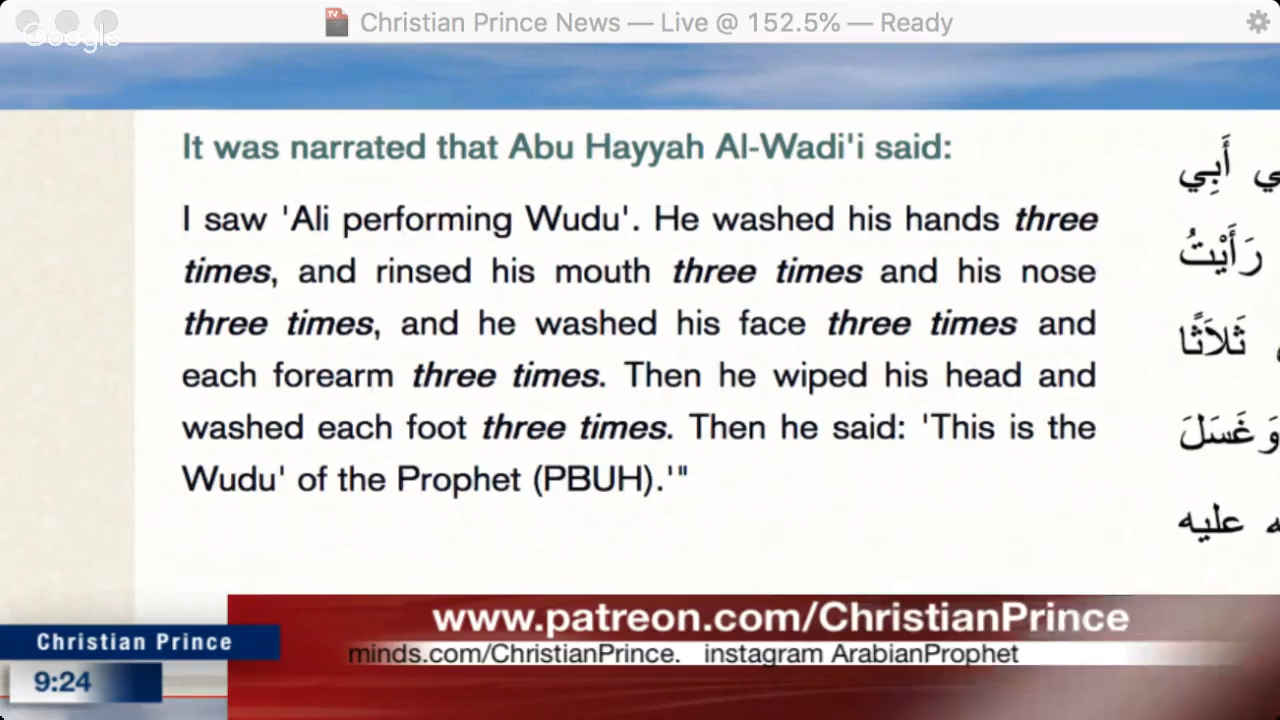 Christian Prince News — Live @ 152.5% — Ready
Google
It was narrated that Abu Hayyah Al-Wadi'i said:
I saw 'Ali performing Wudu'. He washed his hands three
times, and rinsed his mouth three times and his nose
three times, and he washed his face three times and
each forearm three times. Then he wiped his head and
washed each foot three times. Then he said: 'This is the
Wudu' of the Prophet (PBUH).'"
أَبِي
رَأَيْتُ
ثَلاَثًا
وَغَسَلَ
عليه
www.patreon.com/ChristianPrince
minds.com/ChristianPrince. instagram ArabianProphet
Christian Prince
9:24